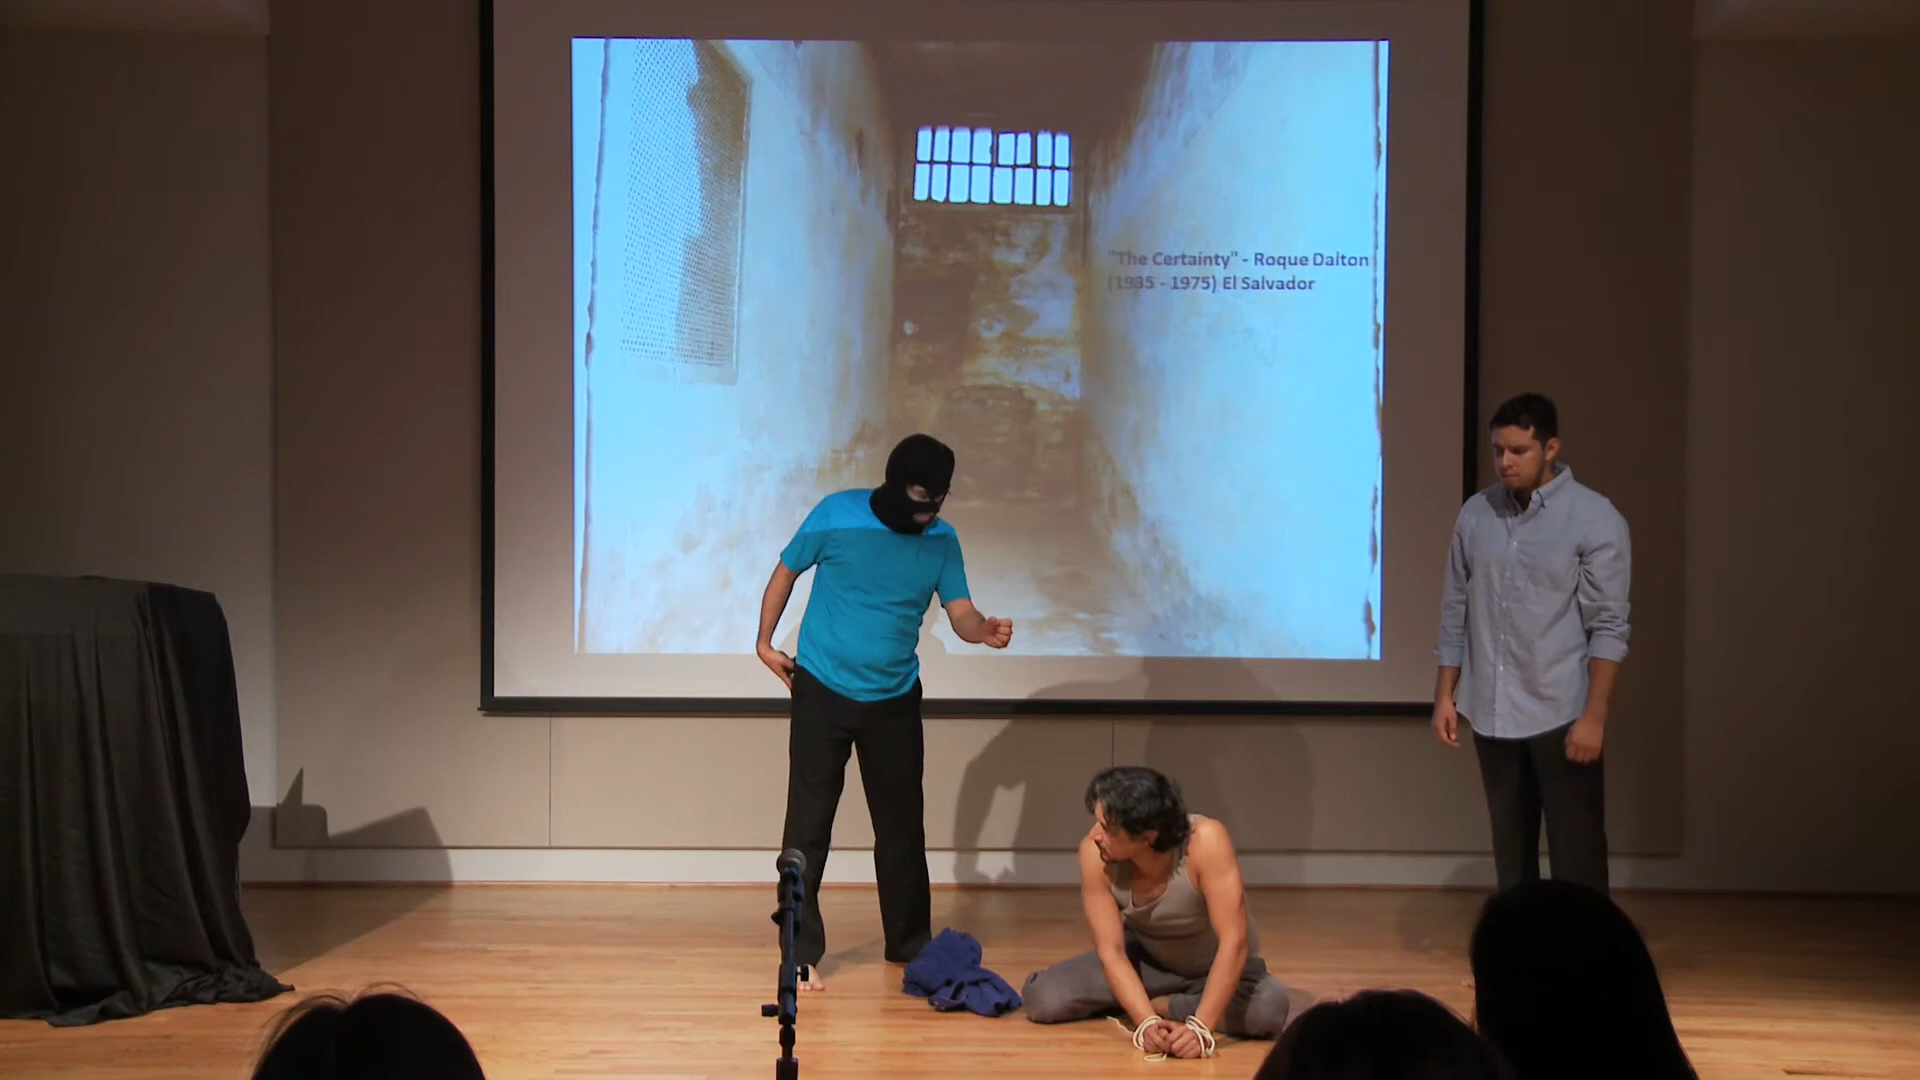 "The Certainty" - Roque Dalton
(1935 - 1975) El Salvador